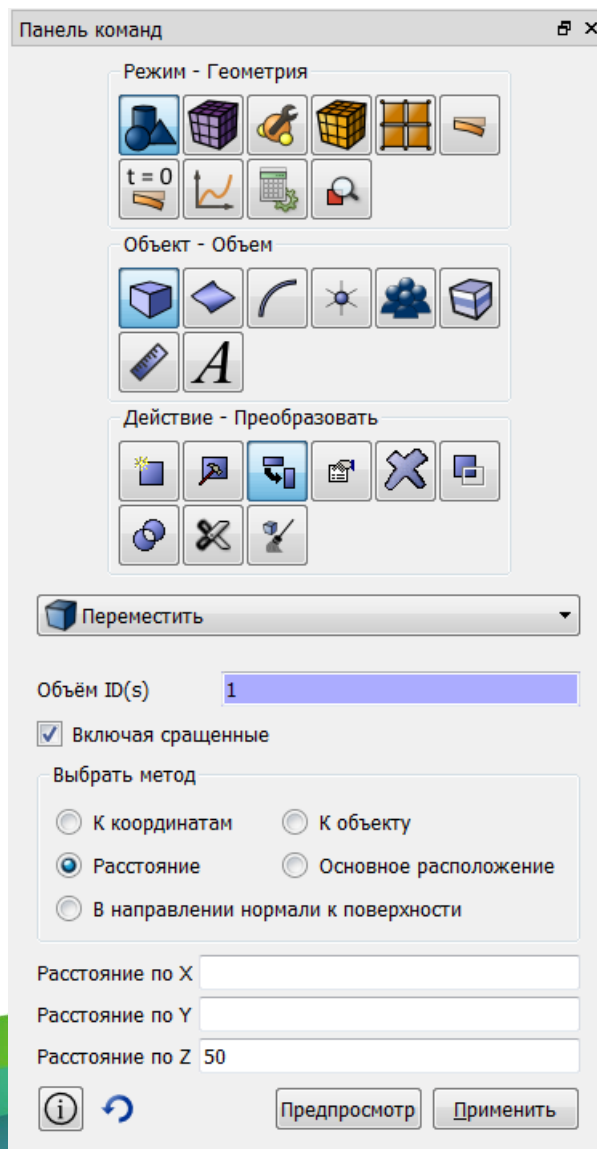 Панель команд
Режим - Геометрия
t = 0
Объект - Объем
A
Действие - Преобразовать
Переместить
Объём ID(s) 1
Включая сращенные
Выбрать метод
К координатам К объекту
Расстояние Основное расположение
В направлении нормали к поверхности
Расстояние по X
Расстояние по Y
Расстояние по Z 50
Предпросмотр Применить